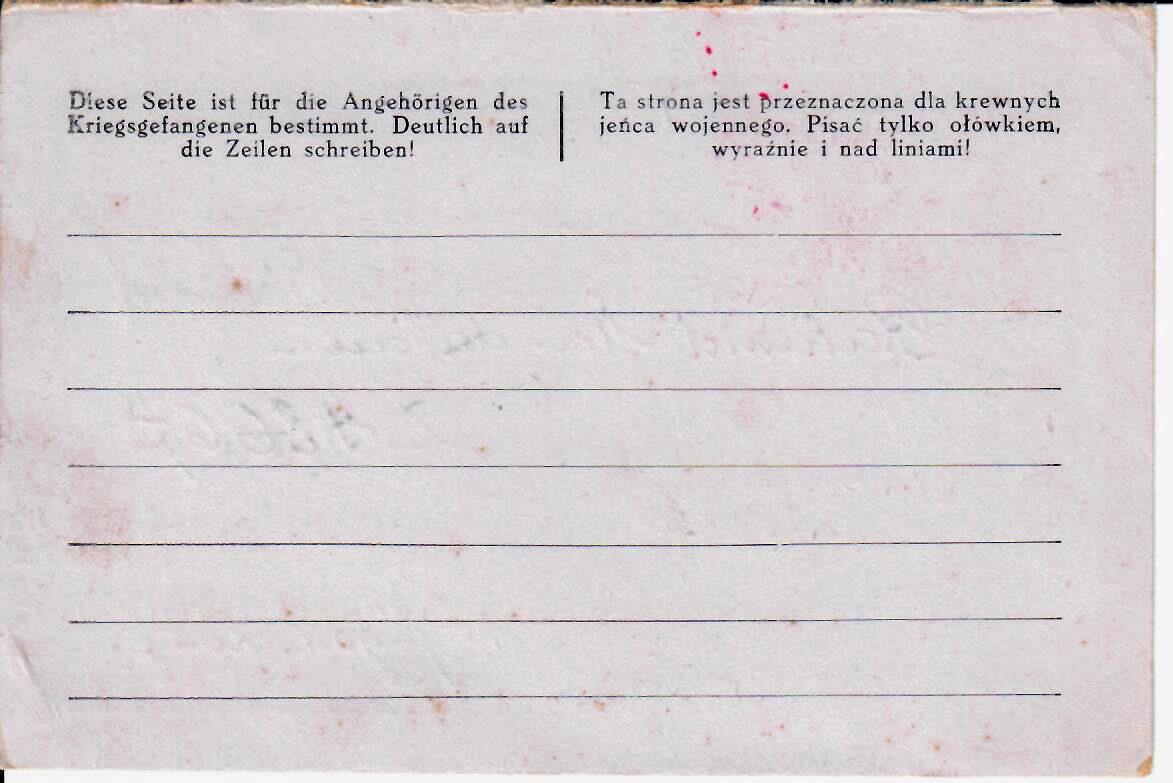 Diese Seite ist für die Angehörigen des
Kriegsgefangenen bestimmt. Deutlich auf
die Zeilen schreiben!
Ta strona jest przeznaczona dla krewnych
jeńca wojennego. Pisać tylko ołówkiem,
wyraźnie i nad liniami!